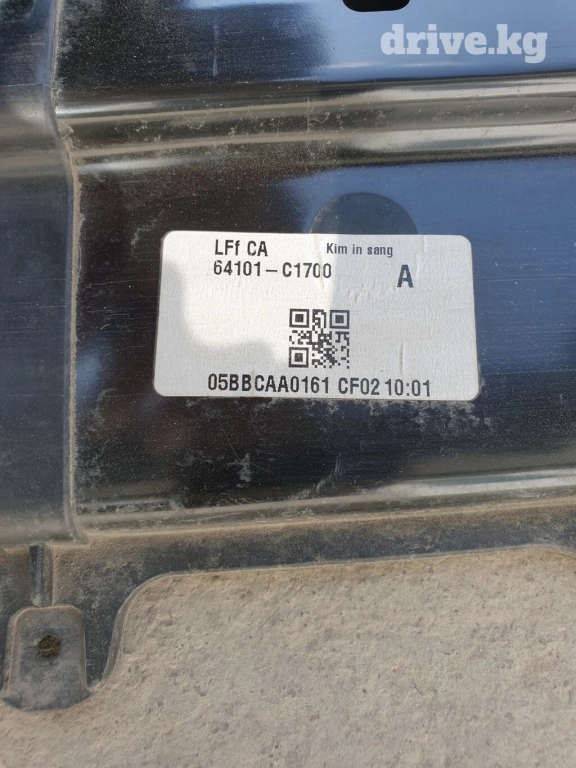 drive.kg
LFf CA Kim in sang
64101-C1700 A
05BBCAA0161 CF02 10:01